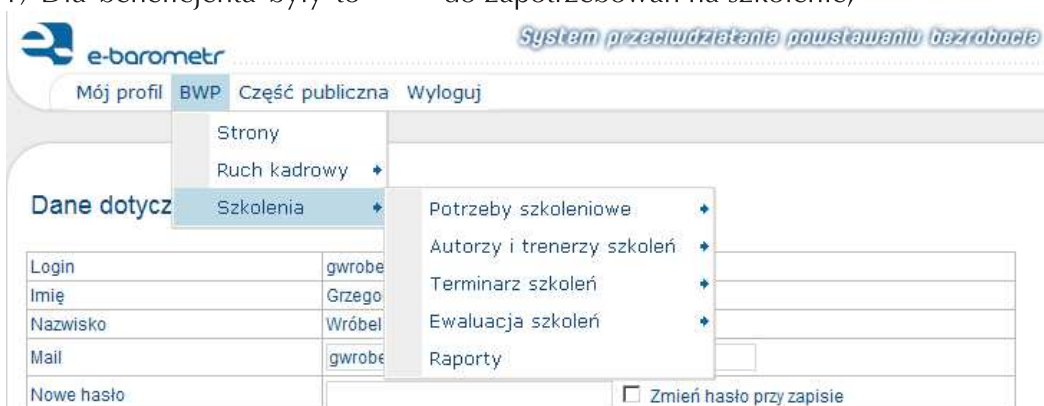 e-barometr
System przeciwdziałania powstawaniu bezrobocia
Mój profil BWP Część publiczna Wyloguj
Strony
Ruch kadrowy
Dane dotycz
Szkolenia
Potrzeby szkoleniowe
Autorzy i trenerzy szkoleń
Terminarz szkoleń
Ewaluacja szkoleń
Raporty
Login gwrobe
Imię Grzego
Nazwisko Wróbel
Mail gwrobe
Nowe hasło
Zmień hasło przy zapisie